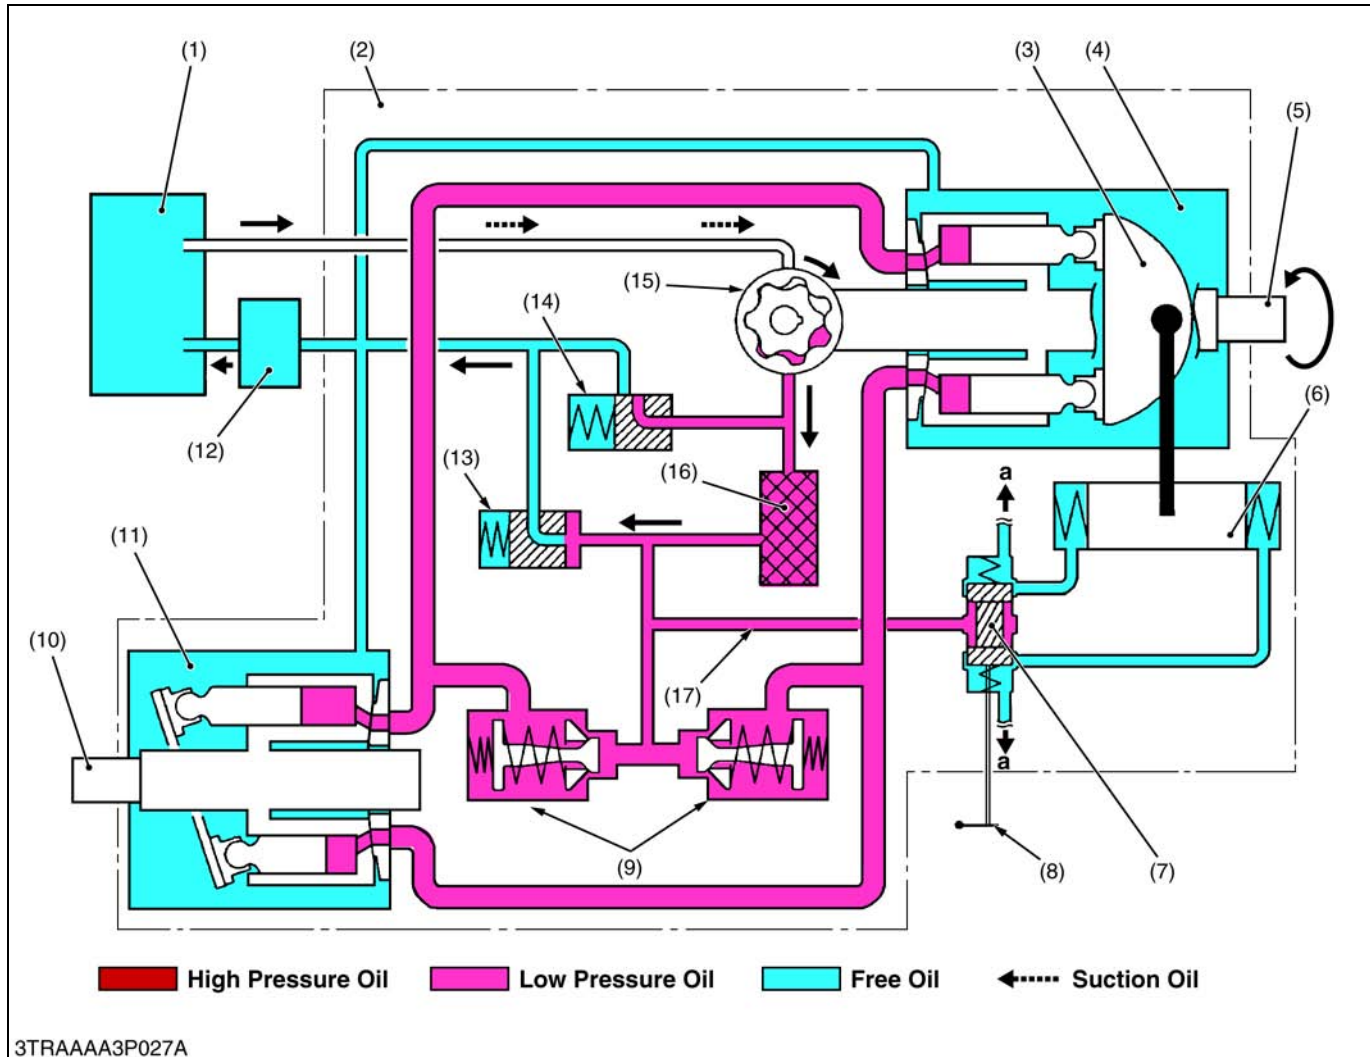 (1)
(2)
(3)
(4)
(5)
(15)
(14)
(6)
(12)
(13)
(16)
a
(11)
(10)
(17)
a
(9)
(8)
(7)
High Pressure Oil
Low Pressure Oil
Free Oil
Suction Oil
3TRAAAA3P027A